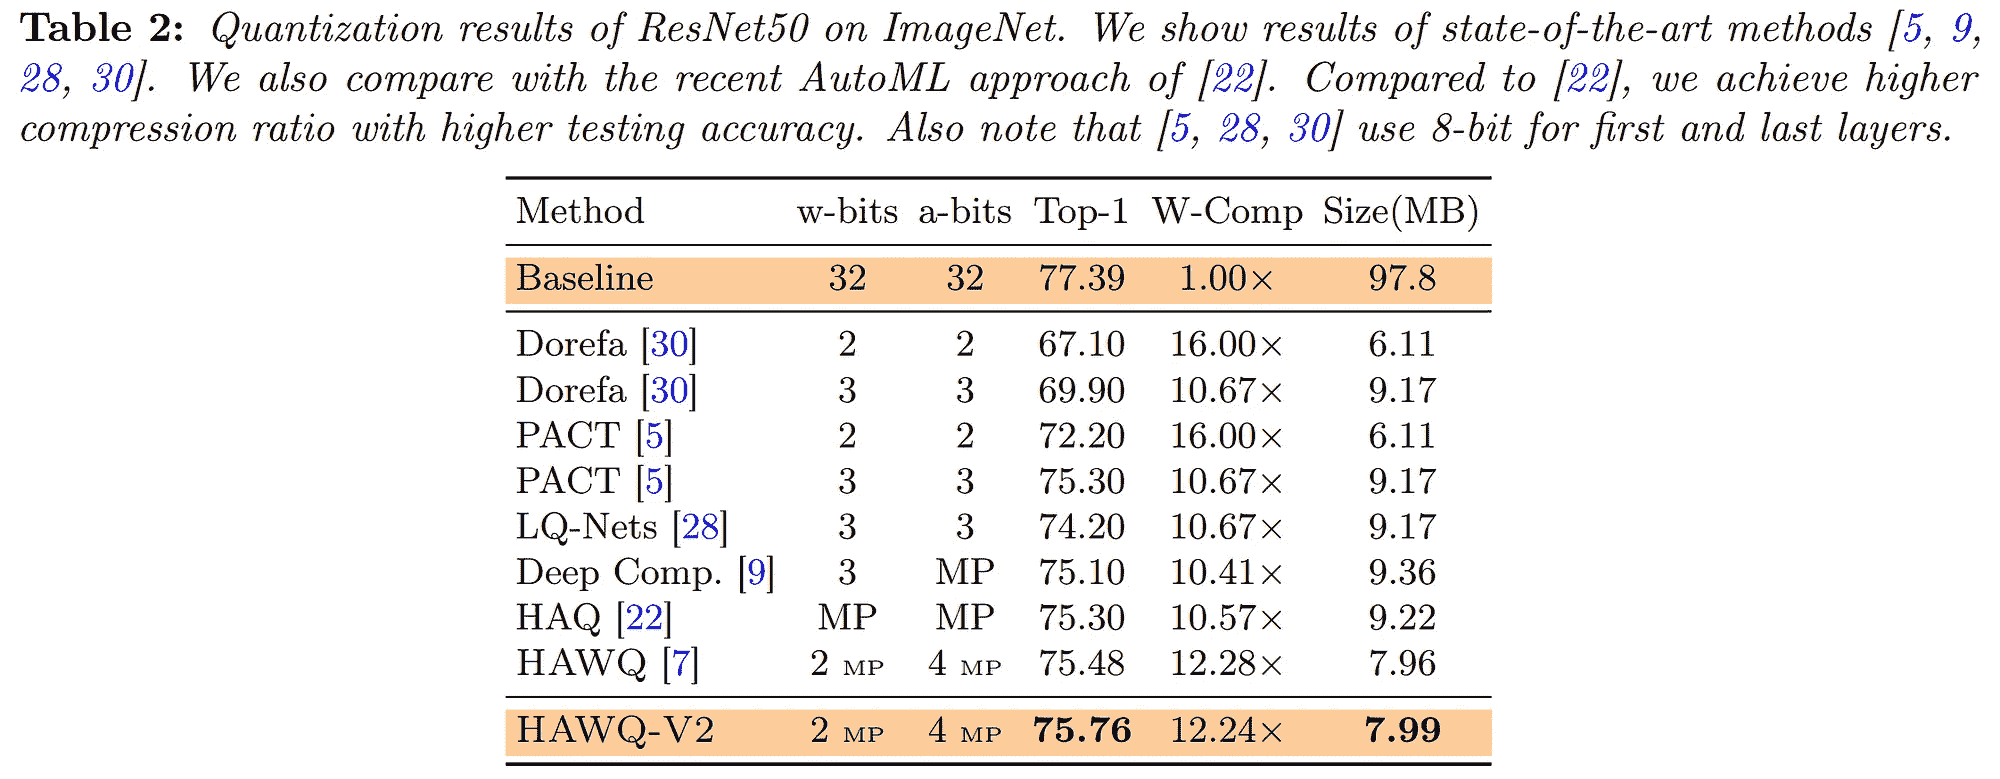 Table 2: Quantization results of ResNet50 on ImageNet. We show results of state-of-the-art methods [5, 9,
28, 30]. We also compare with the recent AutoML approach of [22]. Compared to [22], we achieve higher
compression ratio with higher testing accuracy. Also note that [5, 28, 30] use 8-bit for first and last layers.
Method w-bits a-bits Top-1 W-Comp Size(MB)
Baseline 32 32 77.39 1.00× 97.8
Dorefa [30] 2 2 67.10 16.00× 6.11
Dorefa [30] 3 3 69.90 10.67× 9.17
PACT [5] 2 2 72.20 16.00× 6.11
PACT [5] 3 3 75.30 10.67× 9.17
LQ-Nets [28] 3 3 74.20 10.67× 9.17
Deep Comp. [9] 3 MP 75.10 10.41× 9.36
HAQ [22] MP MP 75.30 10.57× 9.22
HAWQ [7] 2 MP 4 MP 75.48 12.28× 7.96
HAWQ-V2 2 MP 4 MP 75.76 12.24× 7.99